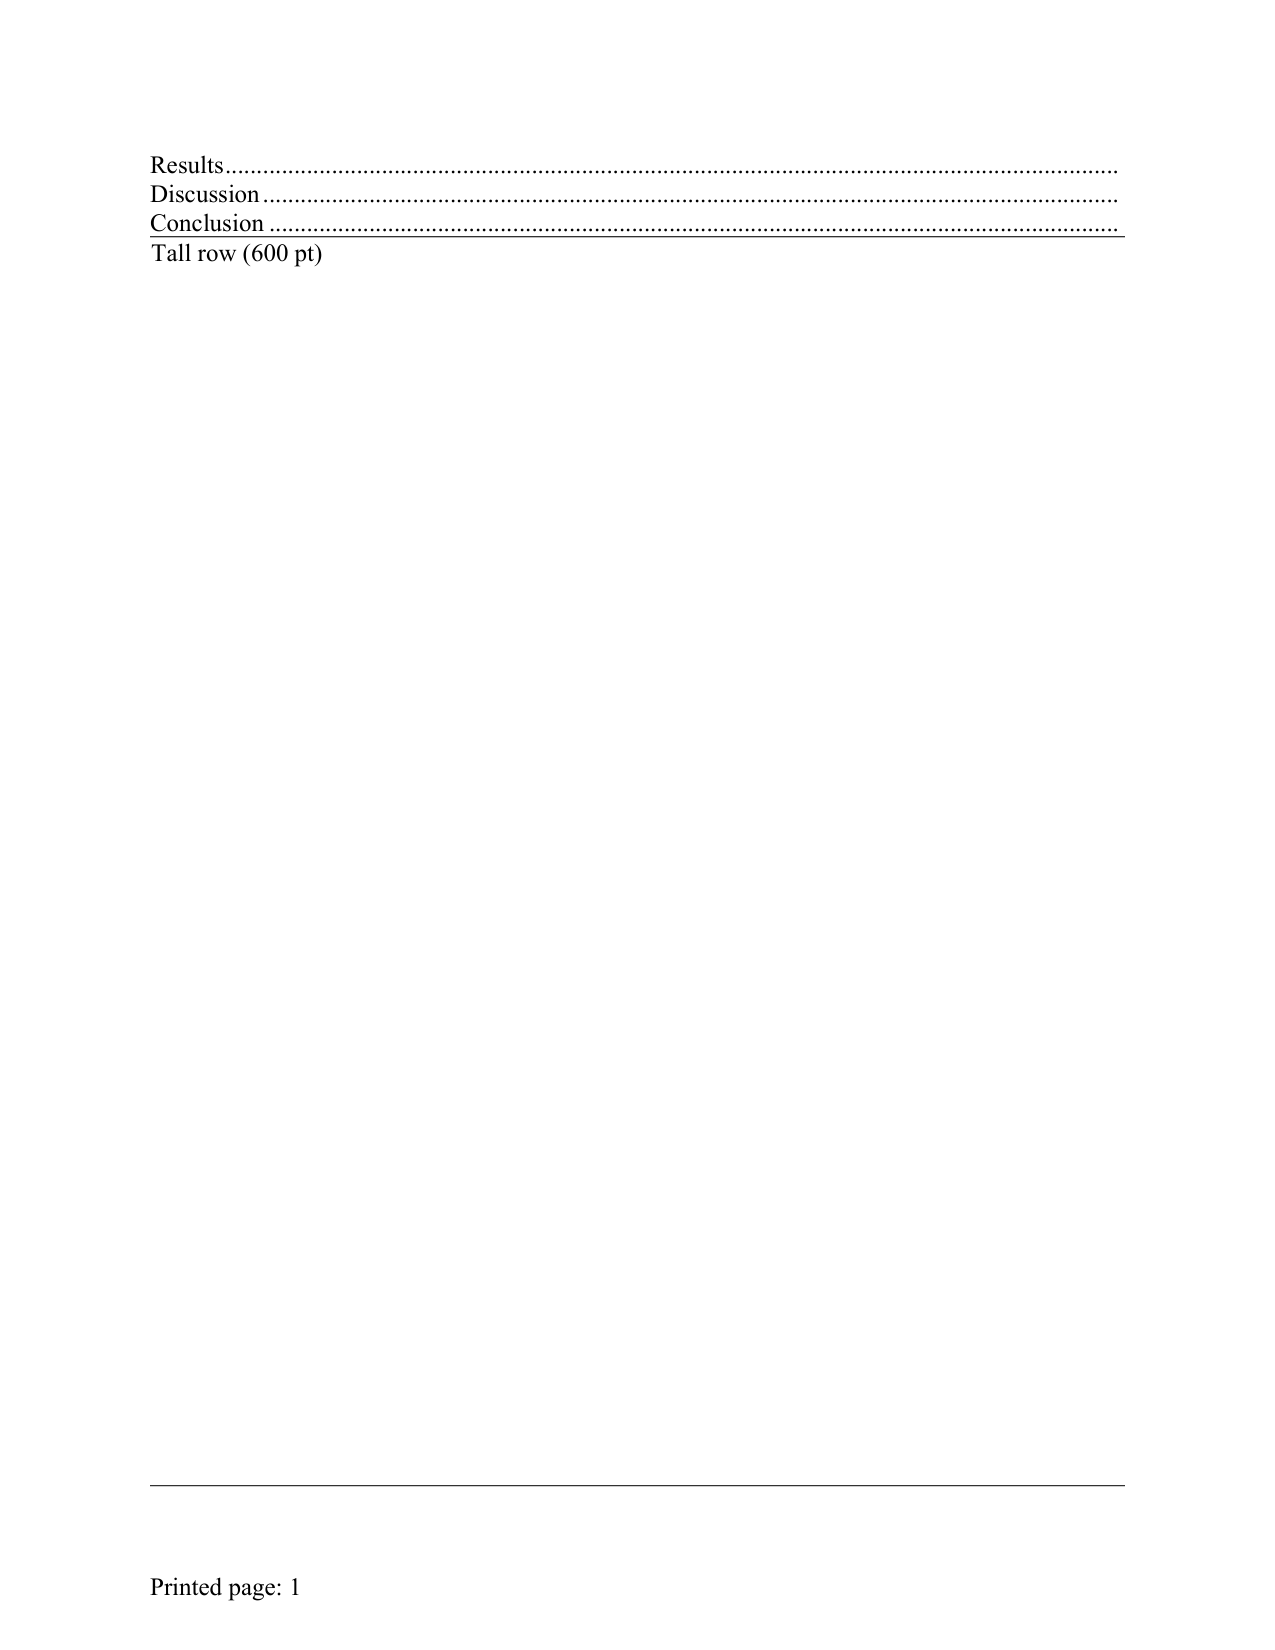 Results..............................................................................................................................................
Discussion........................................................................................................................................
Conclusion .......................................................................................................................................
Tall row (600 pt)
Printed page: 1